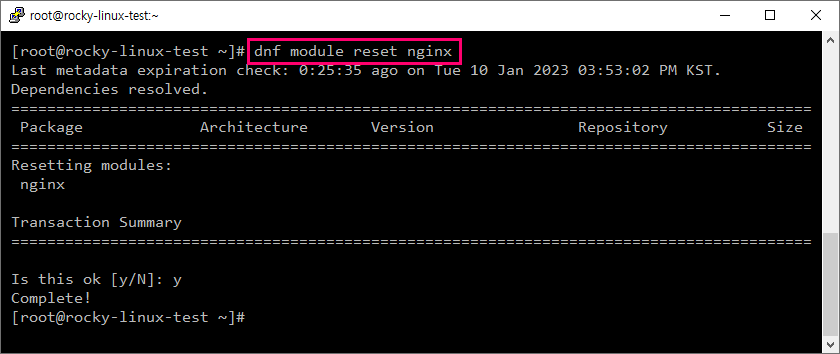 root@rocky-linux-test:~
[root@rocky-linux-test ~]# dnf module reset nginx
Last metadata expiration check: 0:25:35 ago on Tue 10 Jan 2023 03:53:02 PM KST.
Dependencies resolved.
================================================================================
 Package             Architecture       Version                Repository           Size
================================================================================
Resetting modules:
 nginx
Transaction Summary
================================================================================
Is this ok [y/N]: y
Complete!
[root@rocky-linux-test ~]#